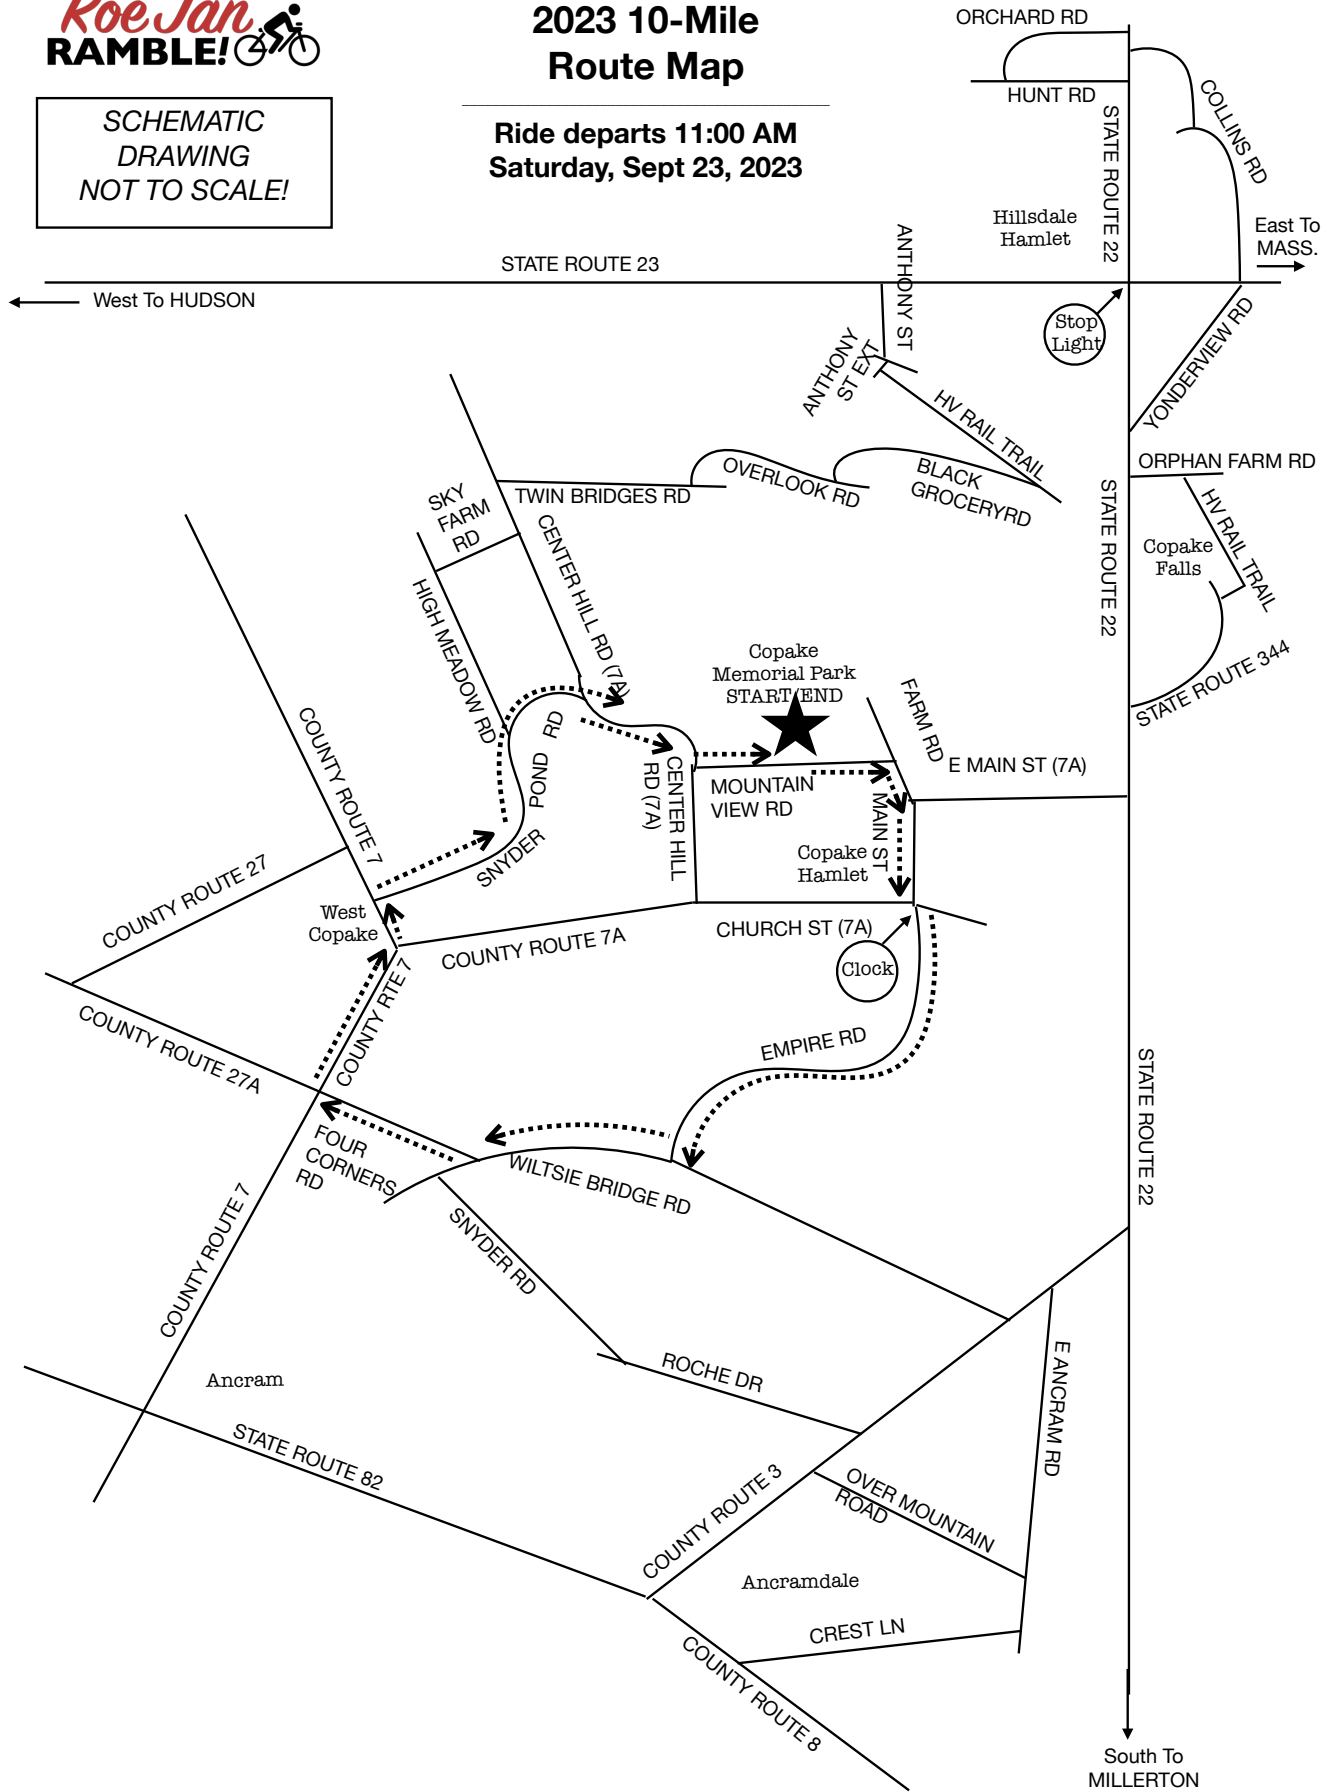 Roe Jan
RAMBLE!
2023 10-Mile
Route Map
Ride departs 11:00 AM
Saturday, Sept 23, 2023
SCHEMATIC
DRAWING
NOT TO SCALE!
ORCHARD RD
HUNT RD
STATE ROUTE 22
COLLINS RD
Hillsdale
Hamlet
East To
MASS.
ANTHONY ST
STATE ROUTE 23
West To HUDSON
Stop
Light
YONDERVIEW RD
ANTHONY
ST EXT
HV RAIL TRAIL
ORPHAN FARM RD
OVERLOOK RD
BLACK
GROCERYRD
TWIN BRIDGES RD
SKY
FARM
RD
STATE ROUTE 22
HV RAIL TRAIL
Copake
Falls
CENTER HILL RD (7A)
HIGH MEADOW RD
STATE ROUTE 344
Copake
Memorial Park
START/END
FARM RD
E MAIN ST (7A)
COUNTY ROUTE 7
SNYDER
POND
RD
CENTER HILL
RD (7A)
MOUNTAIN
VIEW RD
MAIN ST
Copake
Hamlet
COUNTY ROUTE 27
West
Copake
COUNTY ROUTE 7A
CHURCH ST (7A)
Clock
COUNTY ROUTE 27A
COUNTY RTE 7
EMPIRE RD
STATE ROUTE 22
FOUR
CORNERS
RD
WILTSIE BRIDGE RD
COUNTY ROUTE 7
SNYDER RD
Ancram
ROCHE DR
E ANCRAM RD
STATE ROUTE 82
COUNTY ROUTE 3
OVER MOUNTAIN
ROAD
Ancramdale
CREST LN
COUNTY ROUTE 8
South To
MILLERTON